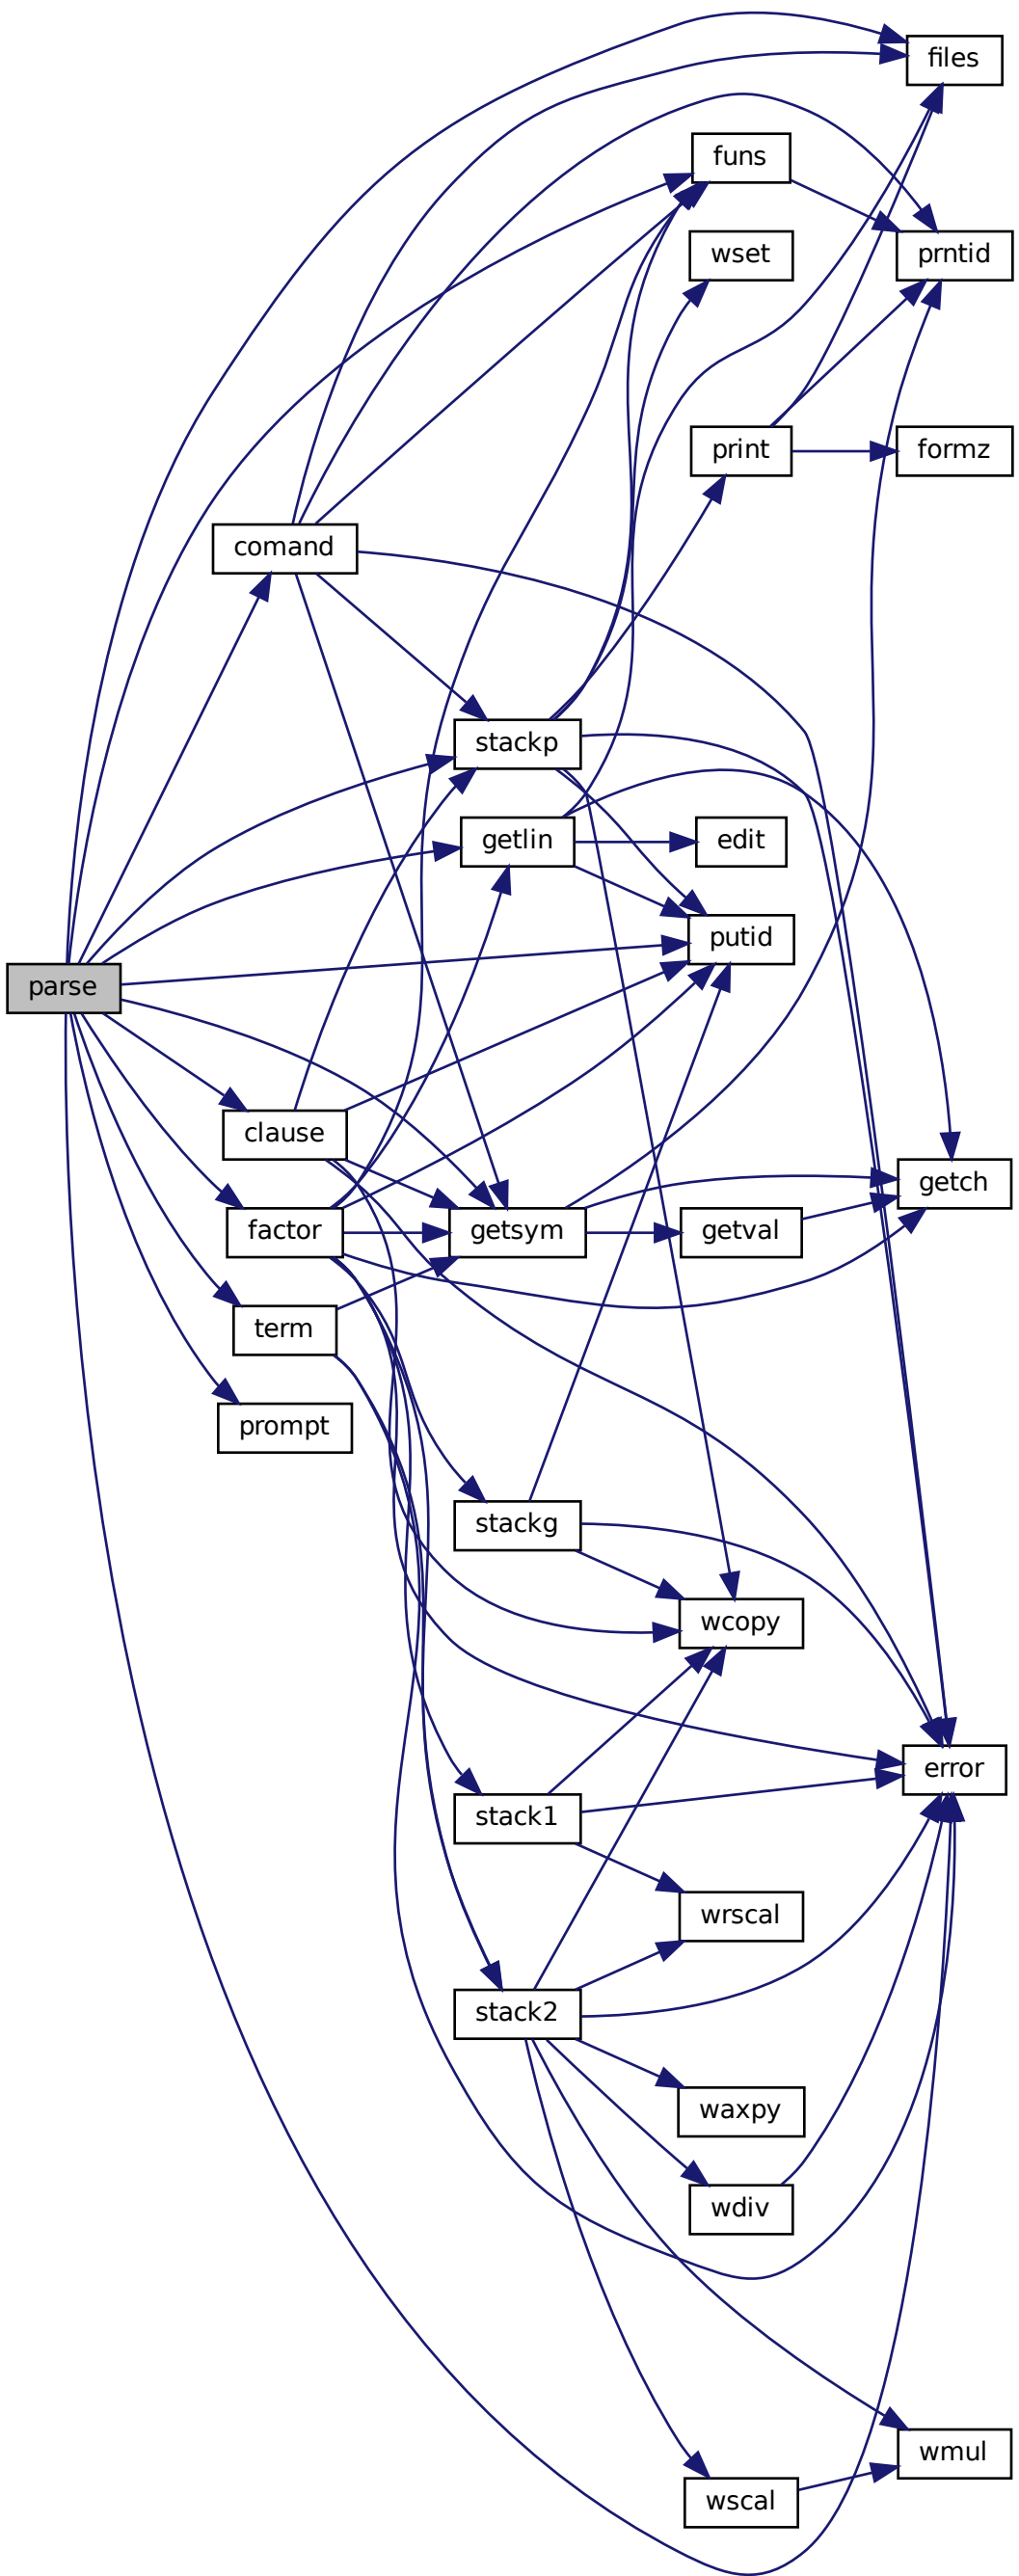 files
funs
wset
prntid
print
formz
comand
stackp
getlin
edit
putid
parse
clause
getch
factor
getsym
getval
term
prompt
stackg
wcopy
error
stack1
wrscal
stack2
waxpy
wdiv
wmul
wscal